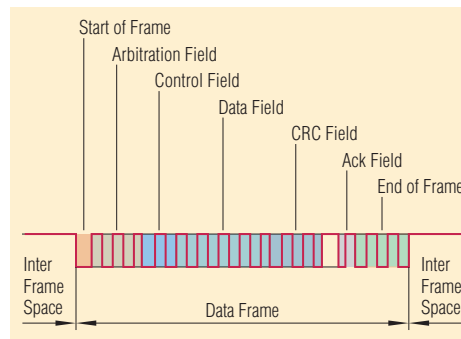 Start of Frame
Arbitration Field
Control Field
Data Field
CRC Field
Ack Field
End of Frame
Inter
Frame
Space
Data Frame
Inter
Frame
Space